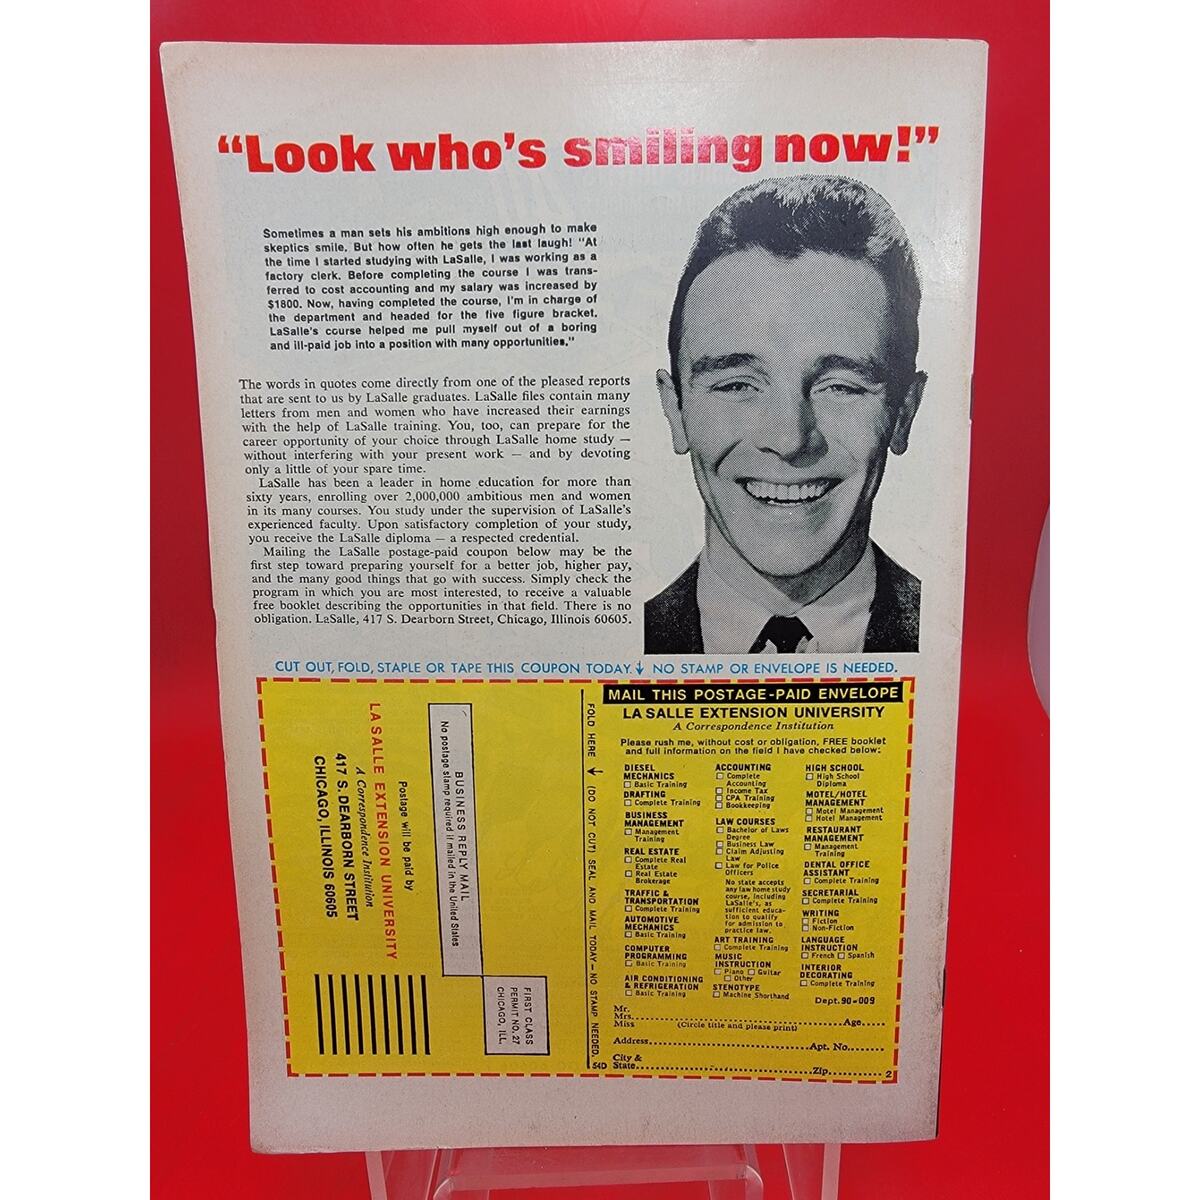 “Look who's smiling now!”
Sometimes a man sets his ambitions high enough to make
skeptics smile. But how often he gets the last laugh! "At
the time I started studying with LaSalle, I was working as a
factory clerk. Before completing the course I was trans-
ferred to cost accounting and my salary was increased by
$1800. Now, having completed the course, I'm in charge of
the department and headed for the five figure bracket.
LaSalle's course helped me pull myself out of a boring
and ill-paid job into a position with many opportunities."
The words in quotes come directly from one of the pleased reports
that are sent to us by LaSalle graduates. LaSalle files contain many
letters from men and women who have increased their earnings
with the help of LaSalle training. You, too, can prepare for the
career opportunity of your choice through LaSalle home study —
without interfering with your present work — and by devoting
only a little of your spare time.
LaSalle has been a leader in home education for more than
sixty years, enrolling over 2,000,000 ambitious men and women
in its many courses. You study under the supervision of LaSalle's
experienced faculty. Upon satisfactory completion of your study,
you receive the LaSalle diploma — a respected credential.
Mailing the LaSalle postage-paid coupon below may be the
first step toward preparing yourself for a better job, higher pay,
and the many good things that go with success. Simply check the
program in which you are most interested, to receive a valuable
free booklet describing the opportunities in that field. There is no
obligation. LaSalle, 417 S. Dearborn Street, Chicago, Illinois 60605.
CUT OUT, FOLD, STAPLE OR TAPE THIS COUPON TODAY ↓ NO STAMP OR ENVELOPE IS NEEDED.
BUSINESS REPLY MAIL
No postage stamp required if mailed in the United States
FIRST CLASS
PERMIT NO. 27
CHICAGO, ILL.
Postage will be paid by
LA SALLE EXTENSION UNIVERSITY
A Correspondence Institution
417 S. DEARBORN STREET
CHICAGO, ILLINOIS 60605
FOLD HERE ↓ (DO NOT CUT) SEAL AND MAIL TODAY — NO STAMP NEEDED.
54D
MAIL THIS POSTAGE-PAID ENVELOPE
LA SALLE EXTENSION UNIVERSITY
A Correspondence Institution
Please rush me, without cost or obligation, FREE booklet
and full information on the field I have checked below:
DIESEL
MECHANICS
☐ Basic Training
DRAFTING
☐ Complete Training
BUSINESS
MANAGEMENT
☐ Management
Training
REAL ESTATE
☐ Complete Real
Estate
☐ Real Estate
Brokerage
TRAFFIC &
TRANSPORTATION
☐ Complete Training
AUTOMOTIVE
MECHANICS
☐ Basic Training
COMPUTER
PROGRAMMING
☐ Basic Training
AIR CONDITIONING
& REFRIGERATION
☐ Basic Training
ACCOUNTING
☐ Complete
Accounting
☐ Income Tax
☐ CPA Training
☐ Bookkeeping
LAW COURSES
☐ Bachelor of Laws
Degree
☐ Business Law
☐ Claim Adjusting
Law
☐ Law for Police
Officers
No state accepts
any law home study
course, including
LaSalle's, as
sufficient educa-
tion to qualify
for admission to
practice law.
ART TRAINING
☐ Complete Training
MUSIC
INSTRUCTION
☐ Piano ☐ Guitar
☐ Other
STENOTYPE
☐ Machine Shorthand
HIGH SCHOOL
☐ High School
Diploma
MOTEL/HOTEL
MANAGEMENT
☐ Motel Management
☐ Hotel Management
RESTAURANT
MANAGEMENT
☐ Management
Training
DENTAL OFFICE
ASSISTANT
☐ Complete Training
SECRETARIAL
☐ Complete Training
WRITING
☐ Fiction
☐ Non-Fiction
LANGUAGE
INSTRUCTION
☐ French ☐ Spanish
INTERIOR
DECORATING
☐ Complete Training
Dept. 90-009
Mr.
Mrs.
Miss (Circle title and please print) Age
Address Apt. No.
City &
State Zip 2